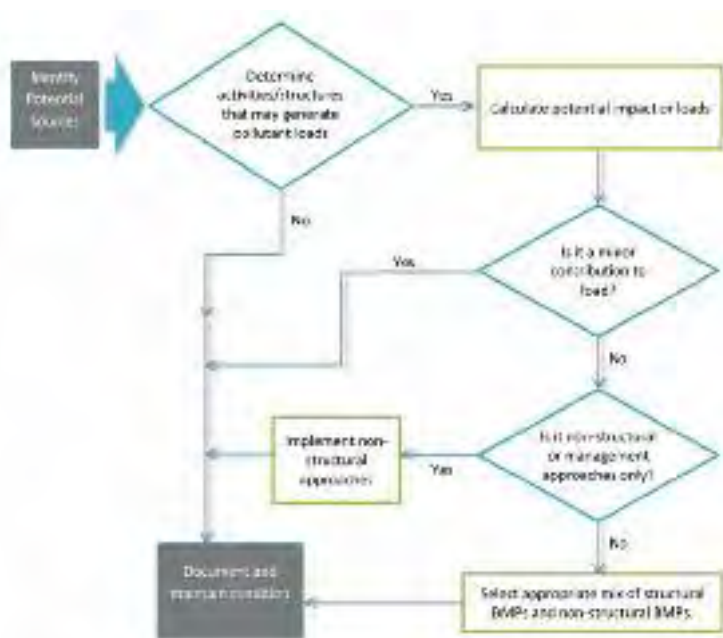 Identify
Potential
Sources
Determine
activities/structures
that may generate
pollutant loads
Yes
Calculate potential impact or loads
No
Is it a minor
contribution to
load?
Yes
No
Implement non-
structural
approaches
Yes
Is it non-structural
or management
approaches only?
No
Document and
maintain condition
Select appropriate mix of structural
BMPs and non-structural BMPs